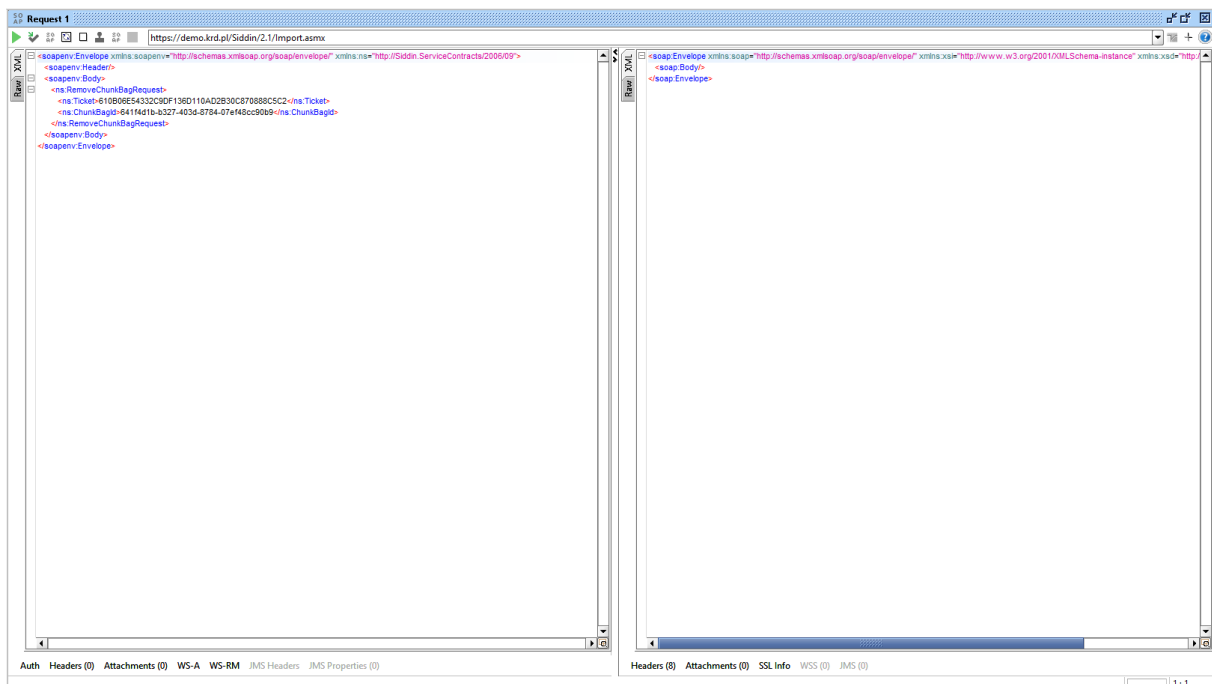 SO AP Request 1
https://demo.krd.pl/Siddin/2.1/Import.asmx
XML
Raw
<soapenv:Envelope xmlns:soapenv="http://schemas.xmlsoap.org/soap/envelope/" xmlns:ns="http://Siddin.ServiceContracts/2006/09">
<soapenv:Header/>
<soapenv:Body>
<ns:RemoveChunkBagRequest>
<ns:Ticket>610B06E54332C9DF136D110AD2B30C870888C5C2</ns:Ticket>
<ns:ChunkBagId>641f4d1b-b327-403d-8784-07ef48cc90b9</ns:ChunkBagId>
</ns:RemoveChunkBagRequest>
</soapenv:Body>
</soapenv:Envelope>
Auth Headers (0) Attachments (0) WS-A WS-RM JMS Headers JMS Properties (0)
XML
Raw
<soap:Envelope xmlns:soap="http://schemas.xmlsoap.org/soap/envelope/" xmlns:xsi="http://www.w3.org/2001/XMLSchema-instance" xmlns:xsd="http:/
<soap:Body/>
</soap:Envelope>
Headers (8) Attachments (0) SSL Info WSS (0) JMS (0)
1 : 1